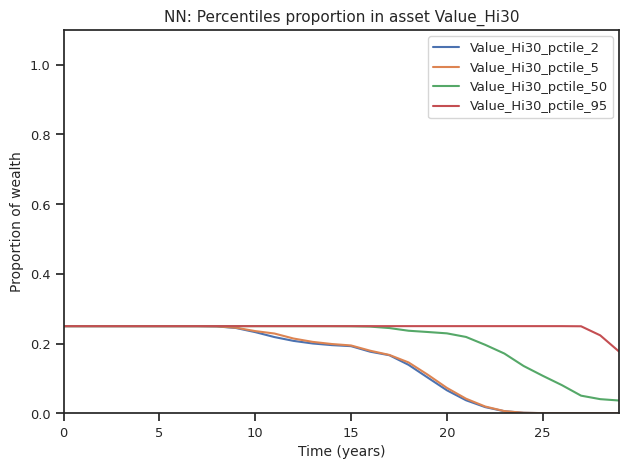 NN: Percentiles proportion in asset Value_Hi30
Value_Hi30_pctile_2
Value_Hi30_pctile_5
Value_Hi30_pctile_50
Value_Hi30_pctile_95
Proportion of wealth
1.0
0.8
0.6
0.4
0.2
0.0
0 5 10 15 20 25
Time (years)